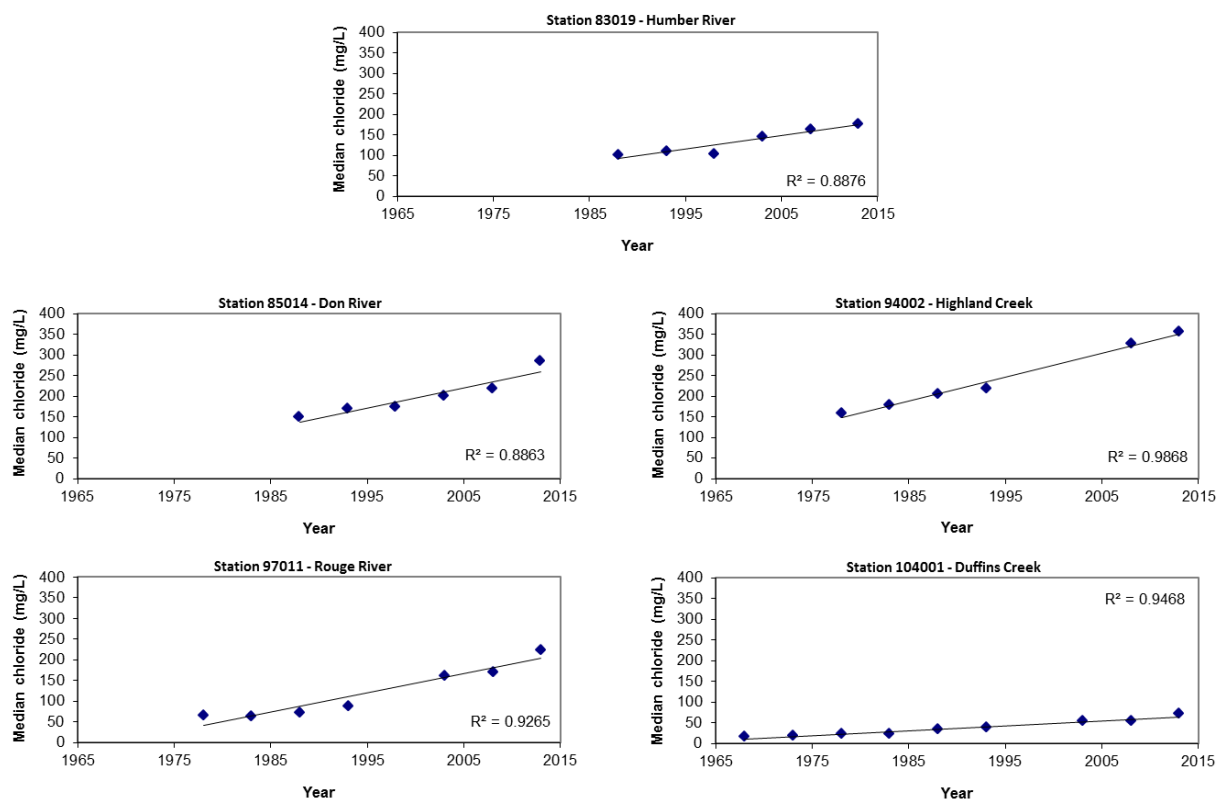 Station 83019 - Humber River
Median chloride (mg/L)
400
350
300
250
200
150
100
50
0
R² = 0.8876
1965 1975 1985 1995 2005 2015
Year
Station 85014 - Don River
Median chloride (mg/L)
400
350
300
250
200
150
100
50
0
R² = 0.8863
1965 1975 1985 1995 2005 2015
Year
Station 94002 - Highland Creek
Median chloride (mg/L)
400
350
300
250
200
150
100
50
0
R² = 0.9868
1965 1975 1985 1995 2005 2015
Year
Station 97011 - Rouge River
Median chloride (mg/L)
400
350
300
250
200
150
100
50
0
R² = 0.9265
1965 1975 1985 1995 2005 2015
Year
Station 104001 - Duffins Creek
Median chloride (mg/L)
400
350
300
250
200
150
100
50
0
R² = 0.9468
1965 1975 1985 1995 2005 2015
Year